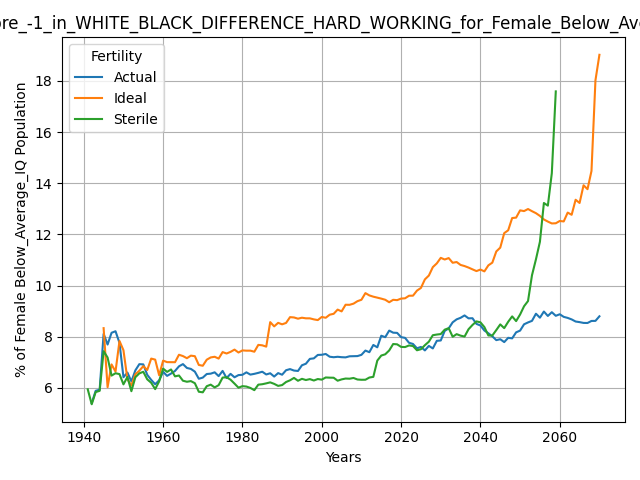 ore_-1_in_WHITE_BLACK_DIFFERENCE_HARD_WORKING_for_Female_Below_Ave
Fertility
Actual
Ideal
Sterile
18
16
14
12
10
8
6
% of Female Below_Average_IQ Population
1940 1960 1980 2000 2020 2040 2060
Years